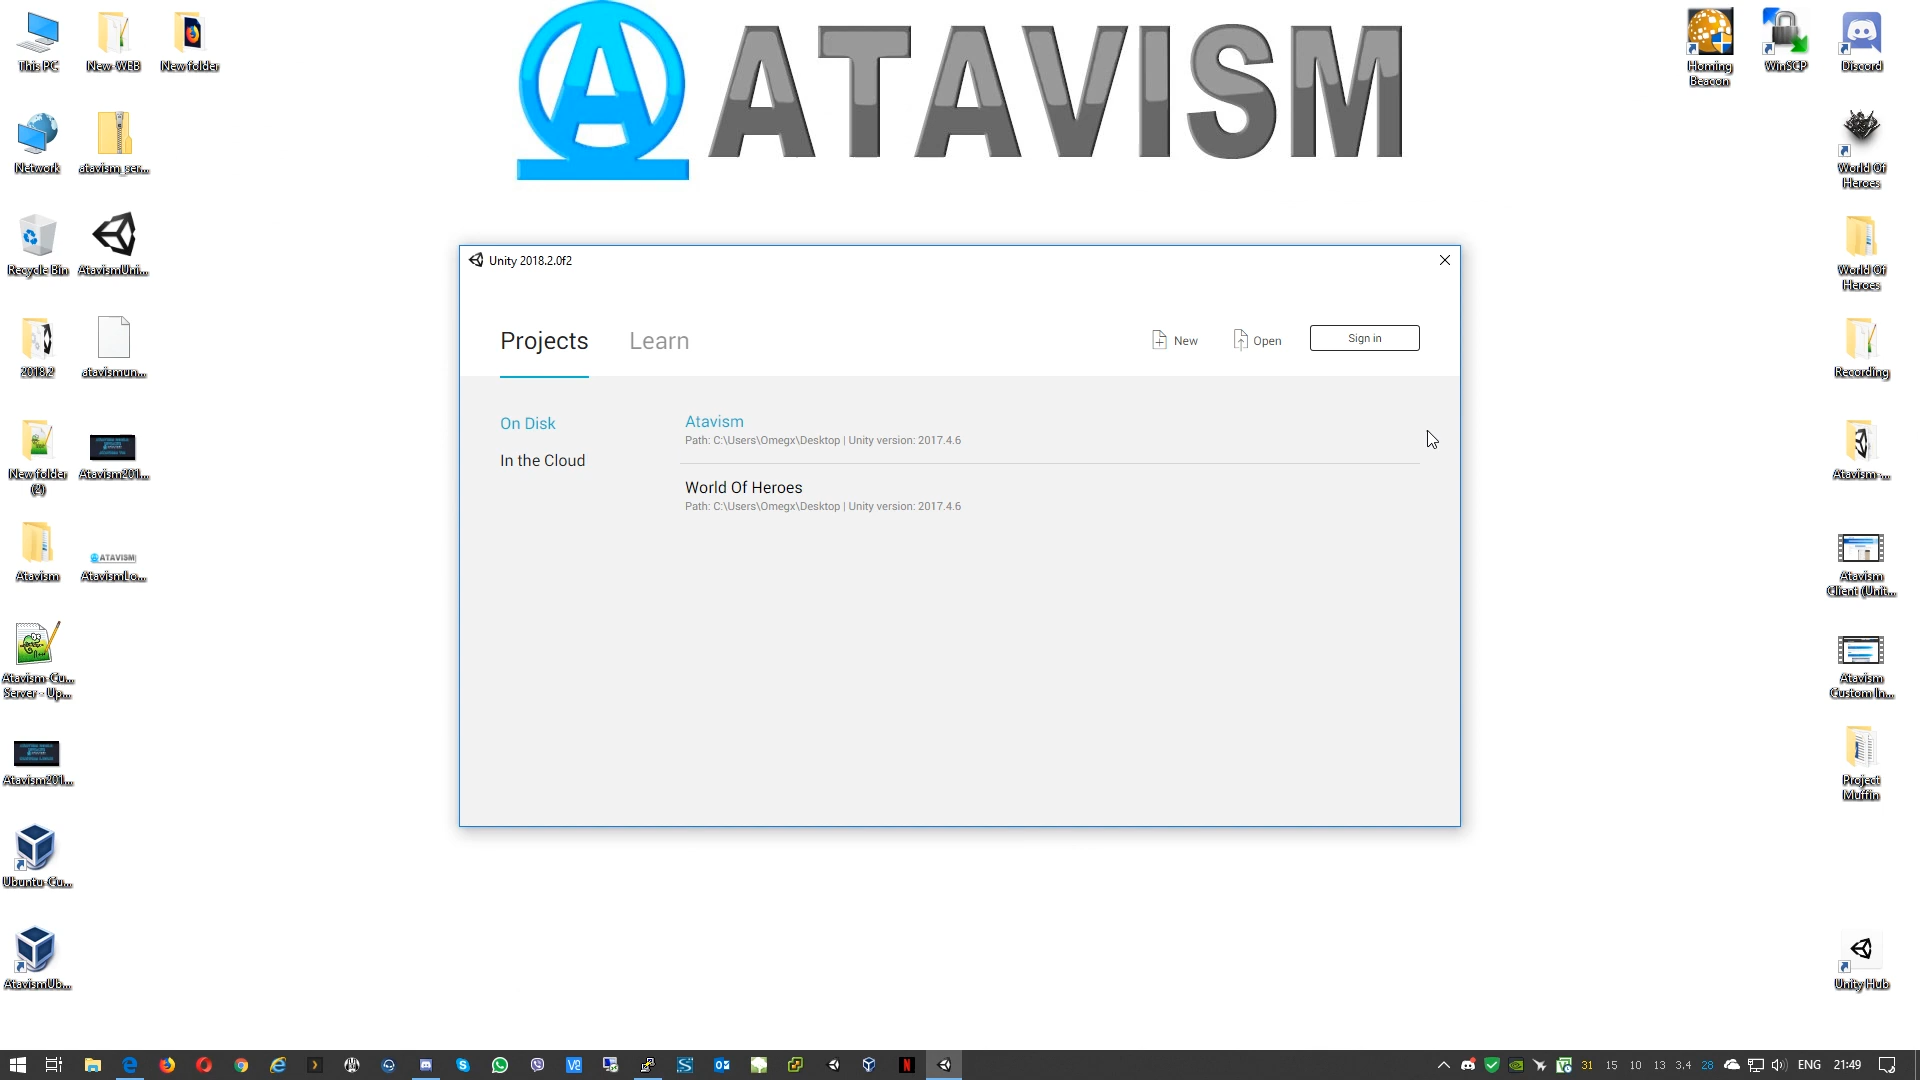 ATAVISM
This PC
New-WEB
New folder
Homing
Beacon
WinSCP
Discord
Network
atavism_ser...
World Of
Heroes
Recycle Bin
AtavismUni...
World Of
Heroes
2018.2
atavismun...
Recording
New folder
(2)
Atavism201...
Atavism-...
Atavism
ATAVISM
AtavismLo...
Atavism
Client (Unit...
Atavism-Cu...
Server - Up...
Atavism
Custom In...
Atavism201...
Project
Muffin
Ubuntu-Cu...
AtavismUb...
Unity Hub
Unity 2018.2.0f2
Projects
Learn
New
Open
Sign in
On Disk
In the Cloud
Atavism
Path: C:\Users\Omegx\Desktop | Unity version: 2017.4.6
World Of Heroes
Path: C:\Users\Omegx\Desktop | Unity version: 2017.4.6
31 15 10 13 3.4 28 ENG 21:49